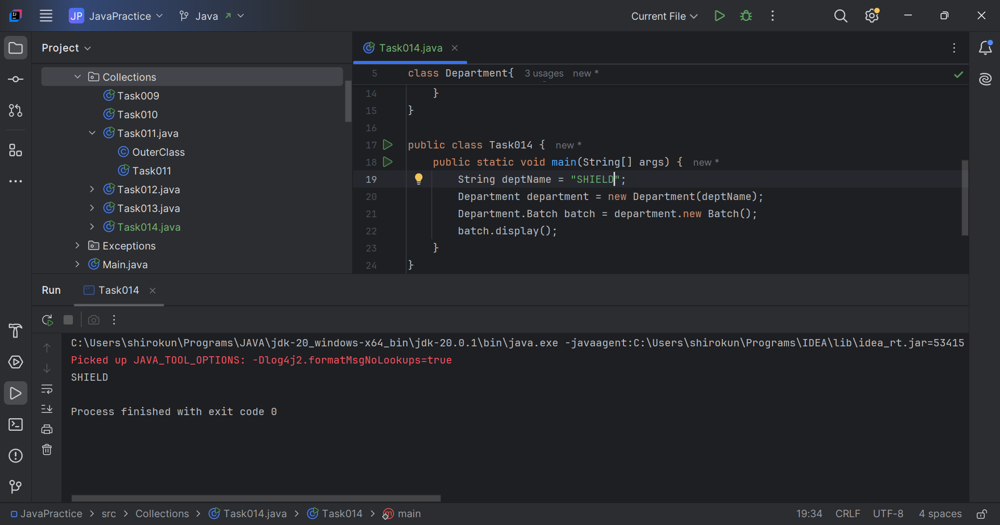 JP JavaPractice Java Current File
Project
Collections
Task009
Task010
Task011.java
OuterClass
Task011
Task012.java
Task013.java
Task014.java
Exceptions
Main.java
Task014.java
5 class Department{ 3 usages new *
14 }
15 }
16
17 public class Task014 { new *
18 public static void main(String[] args) { new *
19 String deptName = "SHIELD";
20 Department department = new Department(deptName);
21 Department.Batch batch = department.new Batch();
22 batch.display();
23 }
24 }
Run Task014
C:\Users\shirokun\Programs\JAVA\jdk-20_windows-x64_bin\jdk-20.0.1\bin\java.exe -javaagent:C:\Users\shirokun\Programs\IDEA\lib\idea_rt.jar=53415
Picked up JAVA_TOOL_OPTIONS: -Dlog4j2.formatMsgNoLookups=true
SHIELD
Process finished with exit code 0
JavaPractice > src > Collections > Task014.java > Task014 > main 19:34 CRLF UTF-8 4 spaces